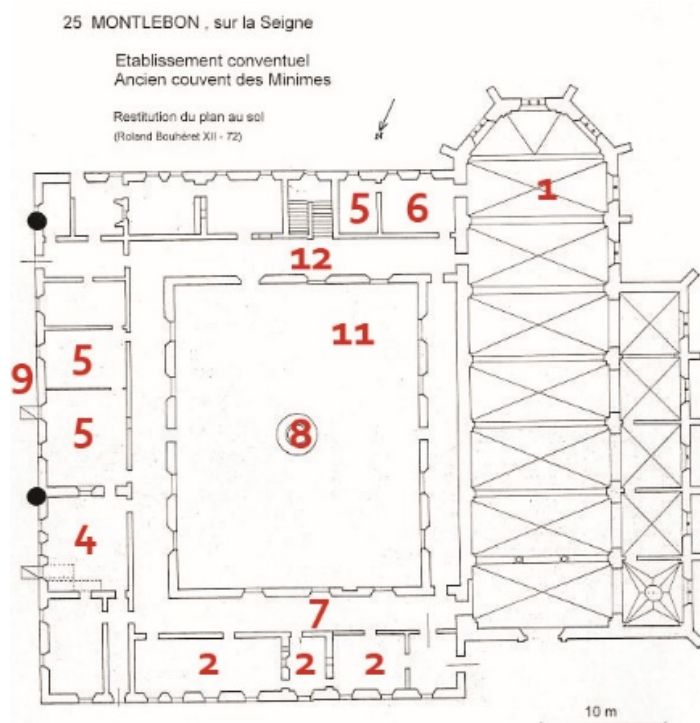 25 MONTLEBON , sur la Seigne
Etablissement conventuel
Ancien couvent des Minimes
Restitution du plan au sol
(Roland Bouhéret XII - 72)
N
1
5 6
12
11
5
9
8
5
4
7
2 2 2
10 m